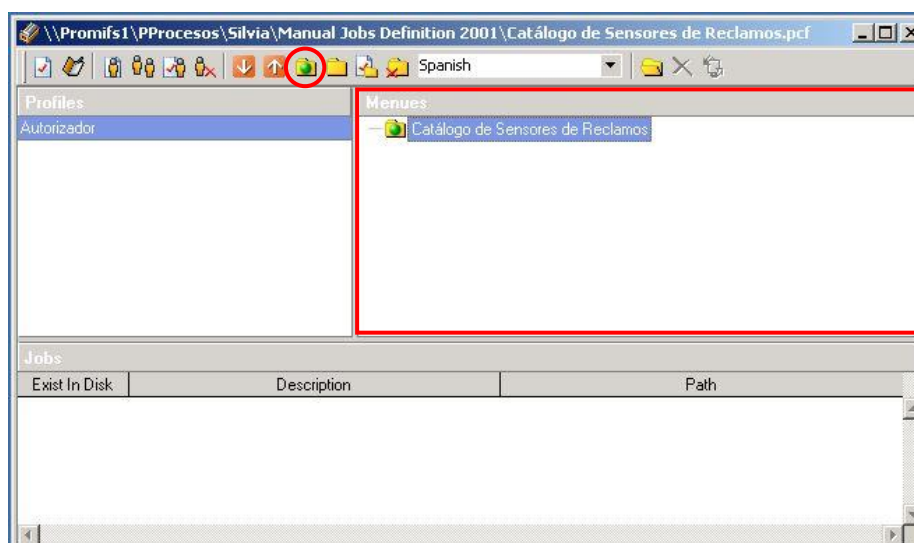 \\Promifs1\PProcesos\Silvia\Manual Jobs Definition 2001\Catálogo de Sensores de Reclamos.pcf
Spanish
Profiles
Menues
Autorizador
Catálogo de Sensores de Reclamos
Jobs
Exist In Disk
Description
Path